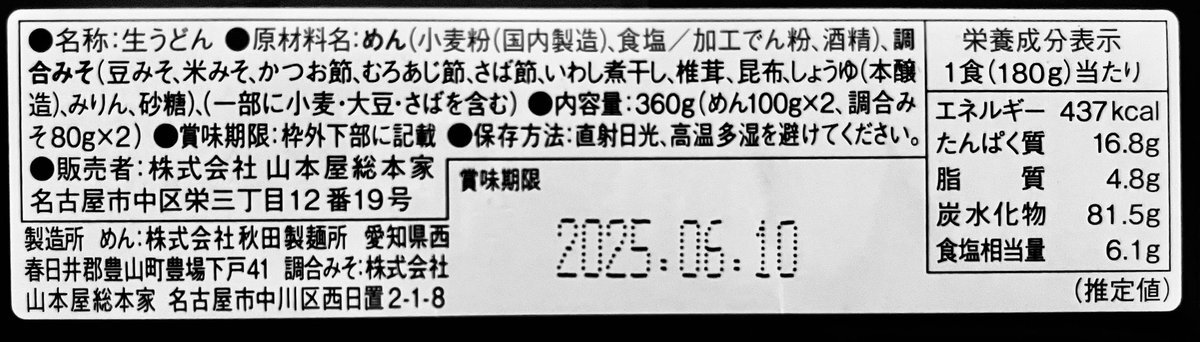 ●名称:生うどん ●原材料名:めん(小麦粉(国内製造)、食塩/加工でん粉、酒精)、調
合みそ(豆みそ、米みそ、かつお節、むろあじ節、さば節、いわし煮干し、椎茸、昆布、しょうゆ(本醸
造)、みりん、砂糖)、(一部に小麦・大豆・さばを含む) ●内容量:360g(めん100g×2、調合み
そ80g×2) ●賞味期限:枠外下部に記載 ●保存方法:直射日光、高温多湿を避けてください。
●販売者:株式会社 山本屋総本家
名古屋市中区栄三丁目12番19号
製造所 めん:株式会社秋田製麺所 愛知県西
春日井郡豊山町豊場下戸41 調合みそ:株式会社
山本屋総本家 名古屋市中川区西日置2-1-8
賞味期限
2025.06.10
栄養成分表示
1食(180g)当たり
エネルギー 437kcal
たんぱく質 16.8g
脂質 4.8g
炭水化物 81.5g
食塩相当量 6.1g
(推定値)